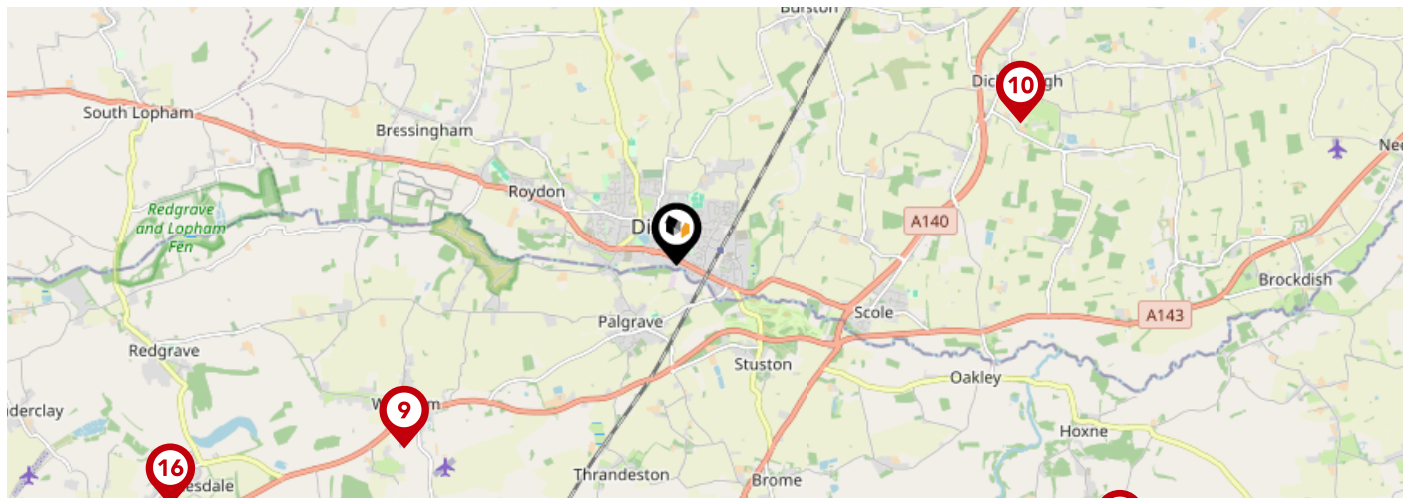 Burston
South Lopham
Bressingham
10
Roydon
Redgrave
and Lopham
Fen
A140
Brockdish
A143
Scole
Palgrave
Redgrave
Stuston
Oakley
9
Hoxne
16
Thrandeston
Brome